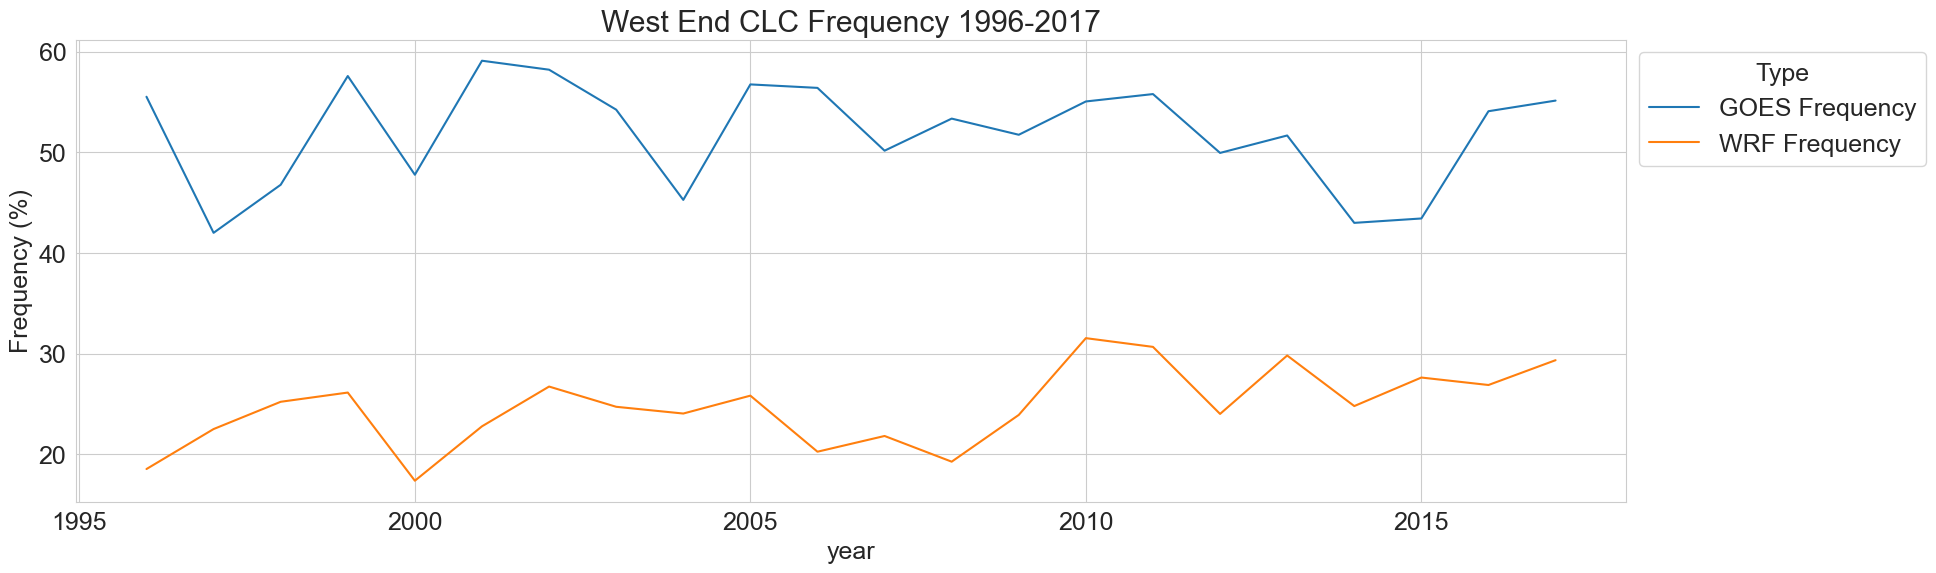 West End CLC Frequency 1996-2017
60
50
40
30
20
Frequency (%)
1995 2000 2005 2010 2015
year
Type
GOES Frequency
WRF Frequency